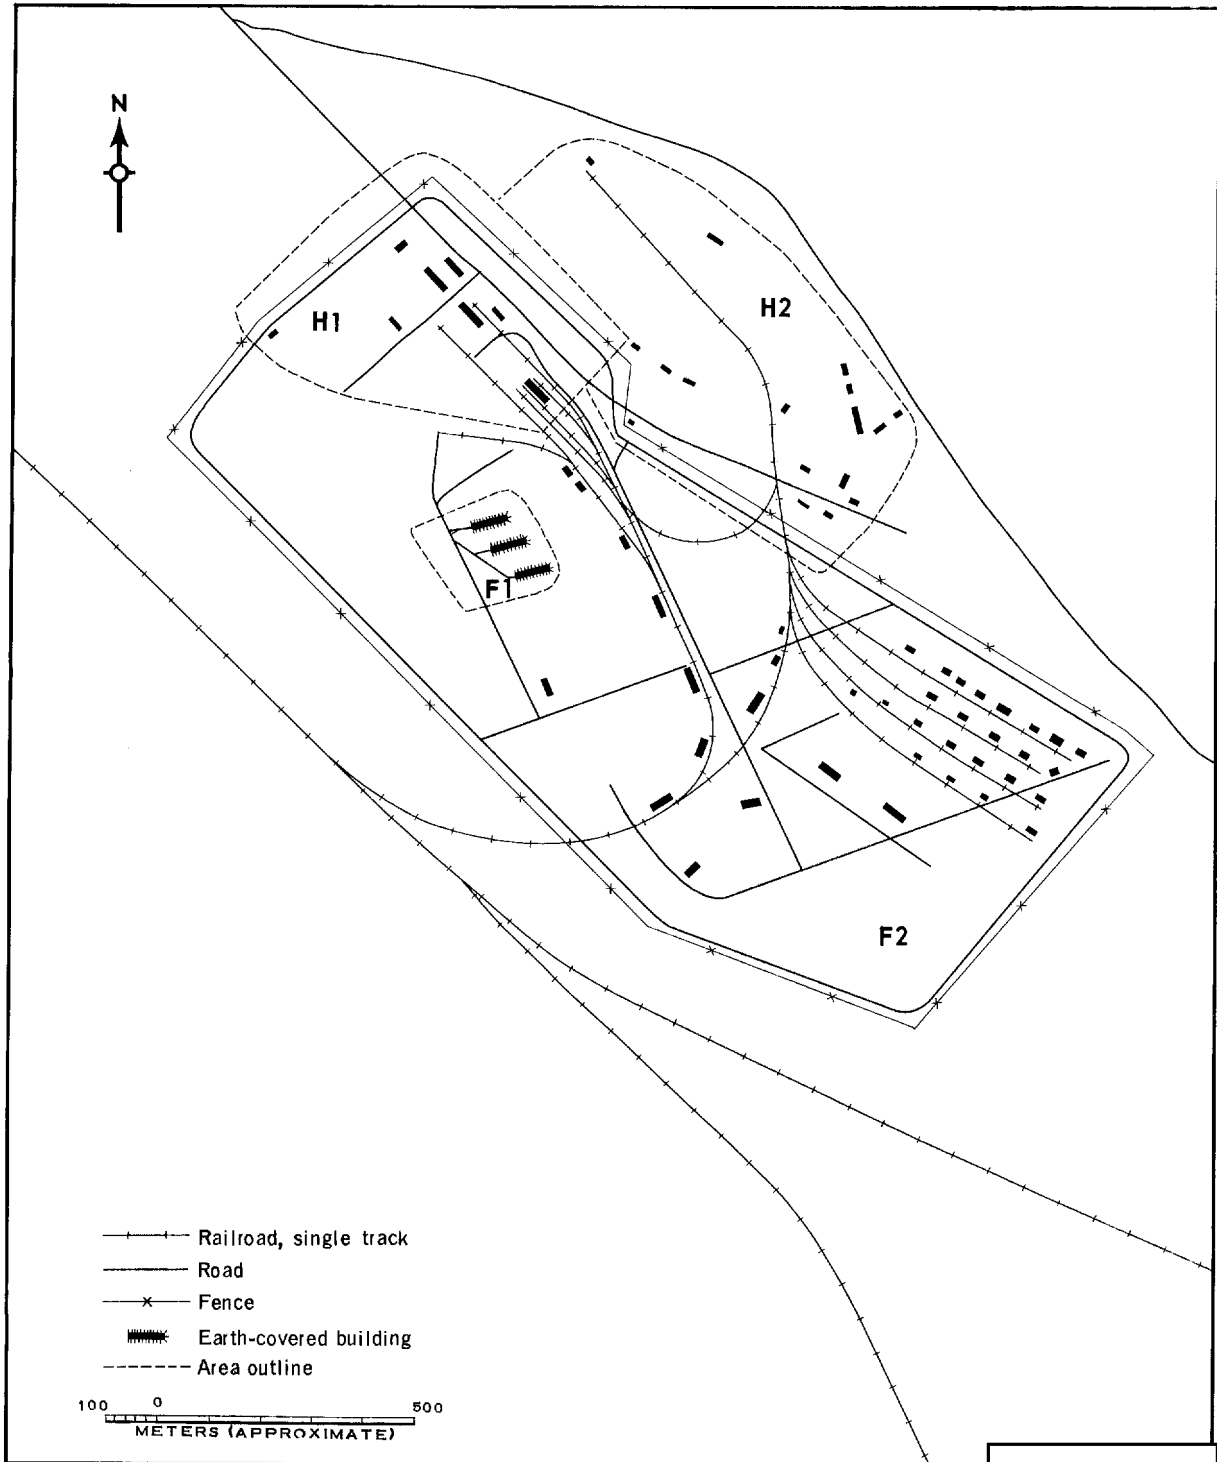 N
H1
H2
F1
F2
Railroad, single track
Road
Fence
Earth-covered building
Area outline
100 0 500
METERS (APPROXIMATE)